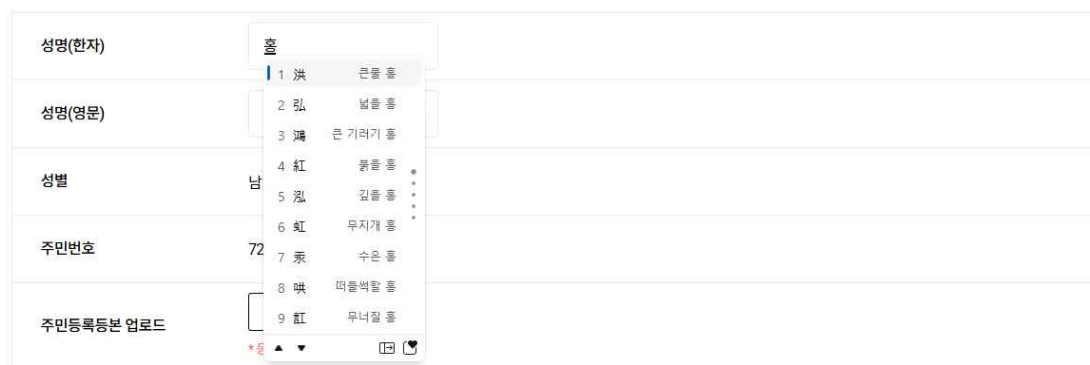 성명(한자)
홍
1 洪 큰물 홍
2 弘 넓을 홍
3 鴻 큰 기러기 홍
성명(영문)
4 紅 붉을 홍
5 泓 깊을 홍
성별
남
6 虹 무지개 홍
7 汞 수은 홍
주민번호
72
8 哄 떠들썩할 홍
9 訌 무너질 홍
주민등록등본 업로드